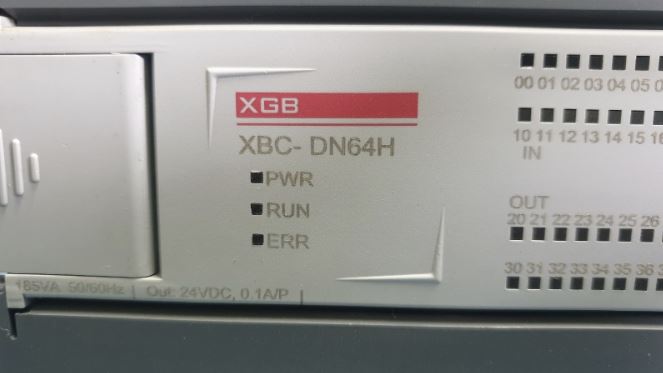 XGB
XBC- DN64H
PWR
RUN
ERR
00 01 02 03 04 05
10 11 12 13 14 15
IN
OUT
20 21 22 23 24 25 26
30 31 32 33 34 35 36
185VA 50/60Hz | Out: 24VDC, 0.1A/P |